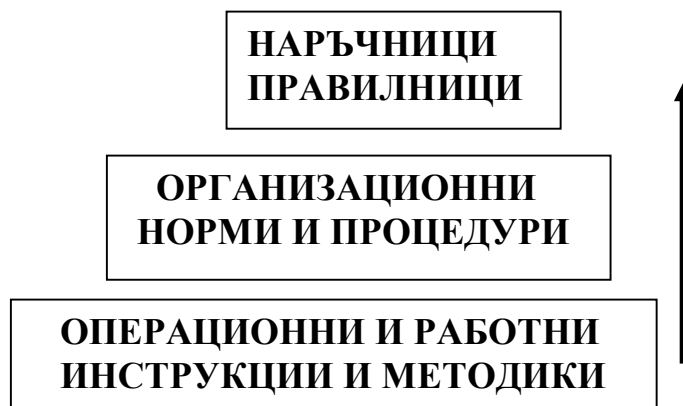 НАРЪЧНИЦИ
ПРАВИЛНИЦИ
ОРГАНИЗАЦИОННИ
НОРМИ И ПРОЦЕДУРИ
ОПЕРАЦИОННИ И РАБОТНИ
ИНСТРУКЦИИ И МЕТОДИКИ